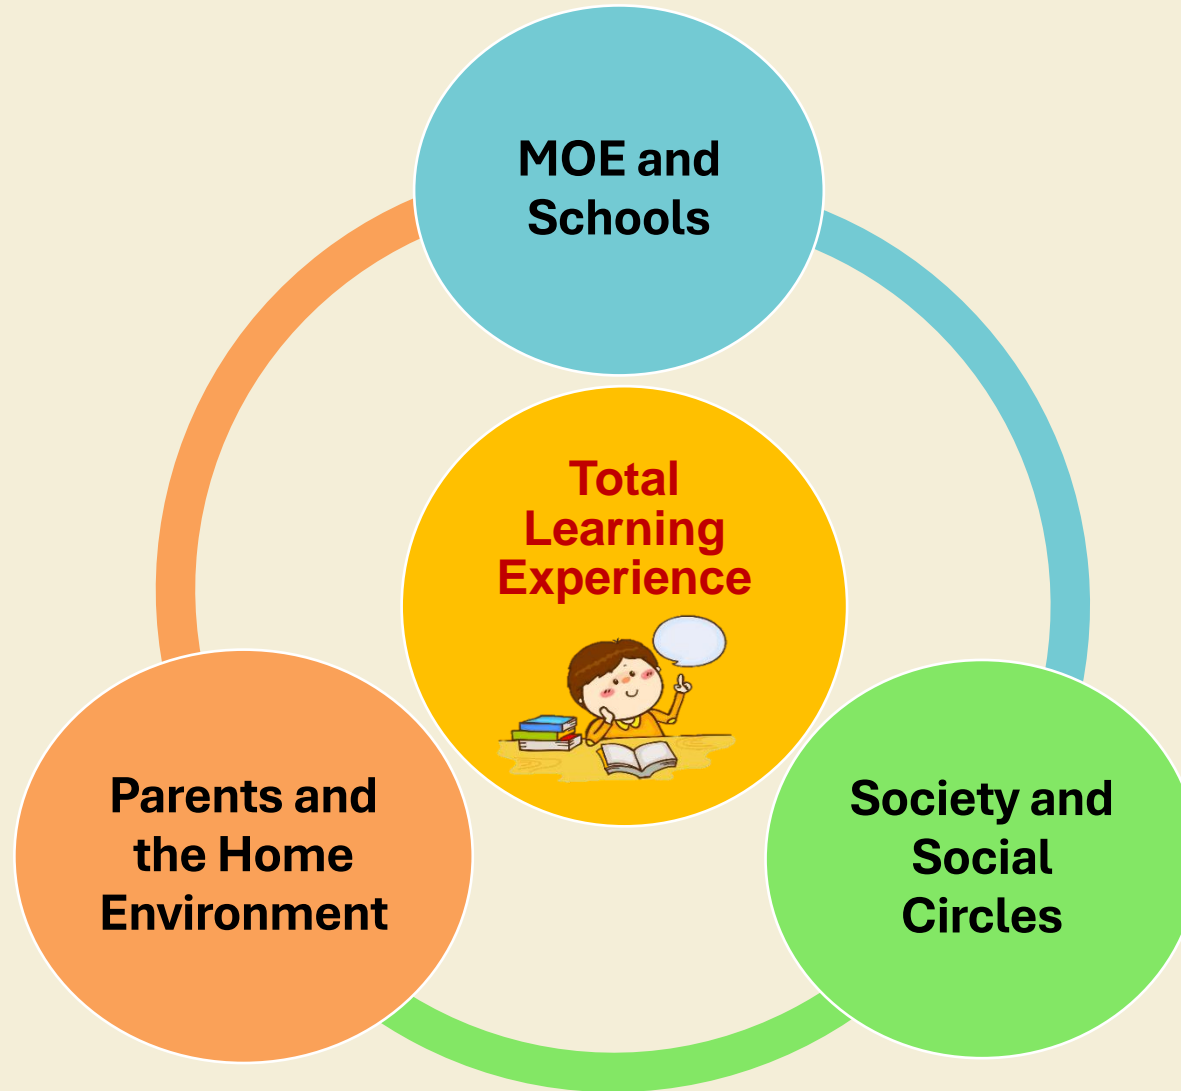 MOE and
Schools
Total
Learning
Experience
Parents and
the Home
Environment
Society and
Social
Circles